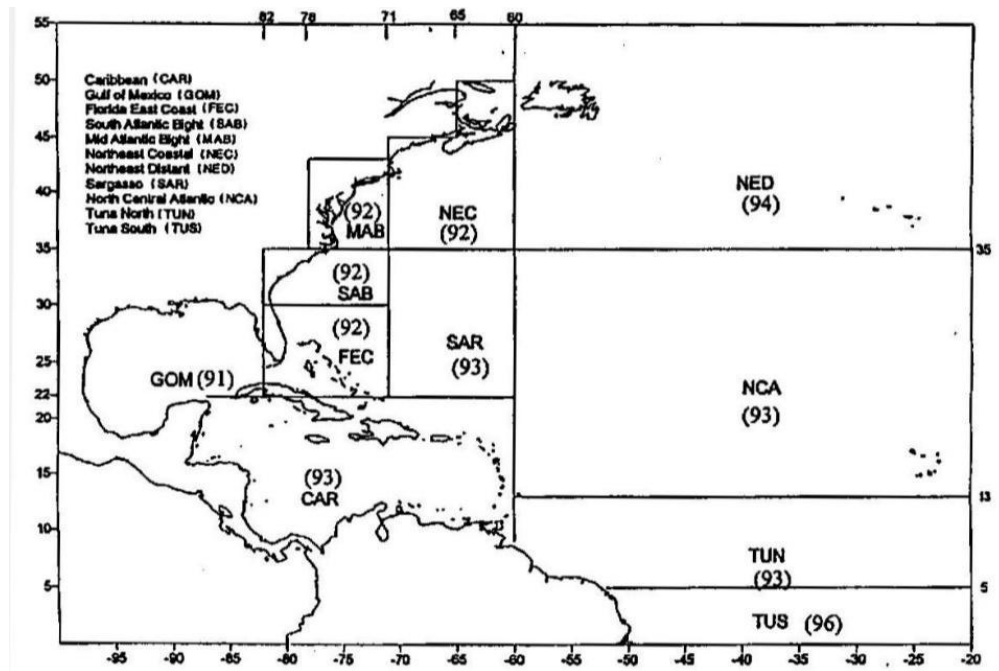 82 78 71 65 60
55
Caribbean (CAR)
Gulf of Mexico (GOM)
Florida East Coast (FEC)
South Atlantic Bight (SAB)
Mid Atlantic Bight (MAB)
Northeast Coastal (NEC)
Northeast Distant (NED)
Sargasso (SAR)
North Central Atlantic (NCA)
Tuna North (TUN)
Tuna South (TUS)
50
45
40
35
30
25
22
20
15
10
5
NED
(94)
(92)
MAB
NEC
(92)
35
(92)
SAB
(92)
FEC
SAR
(93)
GOM (91)
NCA
(93)
(93)
CAR
13
TUN
(93)
5
TUS (96)
-95 -90 -85 -80 -75 -70 -65 -60 -55 -50 -45 -40 -35 -30 -25 -20